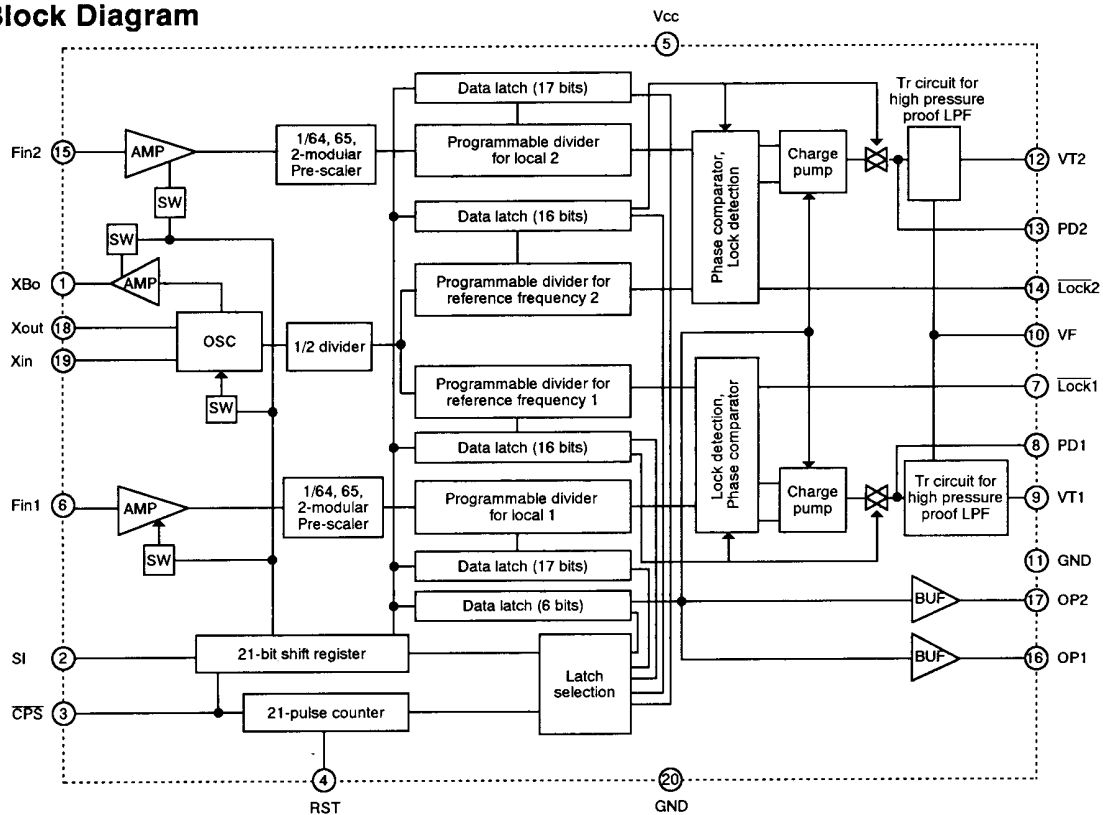 Block Diagram
Vcc
5
Tr circuit for
high pressure
proof LPF
Data latch (17 bits)
Fin2 15
AMP
1/64, 65,
2-modular
Pre-scaler
Programmable divider
for local 2
Phase comparator,
Lock detection
Charge
pump
12 VT2
SW
Data latch (16 bits)
13 PD2
SW
XBo 1
AMP
Programmable divider for
reference frequency 2
14 Lock2
Xout 18
OSC
1/2 divider
10 VF
Xin 19
SW
Programmable divider for
reference frequency 1
Lock detection,
Phase comparator
7 Lock1
Data latch (16 bits)
8 PD1
Fin1 6
AMP
1/64, 65,
2-modular
Pre-scaler
Programmable divider
for local 1
Charge
pump
Tr circuit for
high pressure
proof LPF
9 VT1
SW
Data latch (17 bits)
11 GND
Data latch (6 bits)
BUF
17 OP2
SI 2
21-bit shift register
Latch
selection
BUF
16 OP1
CPS 3
21-pulse counter
4
RST
20
GND